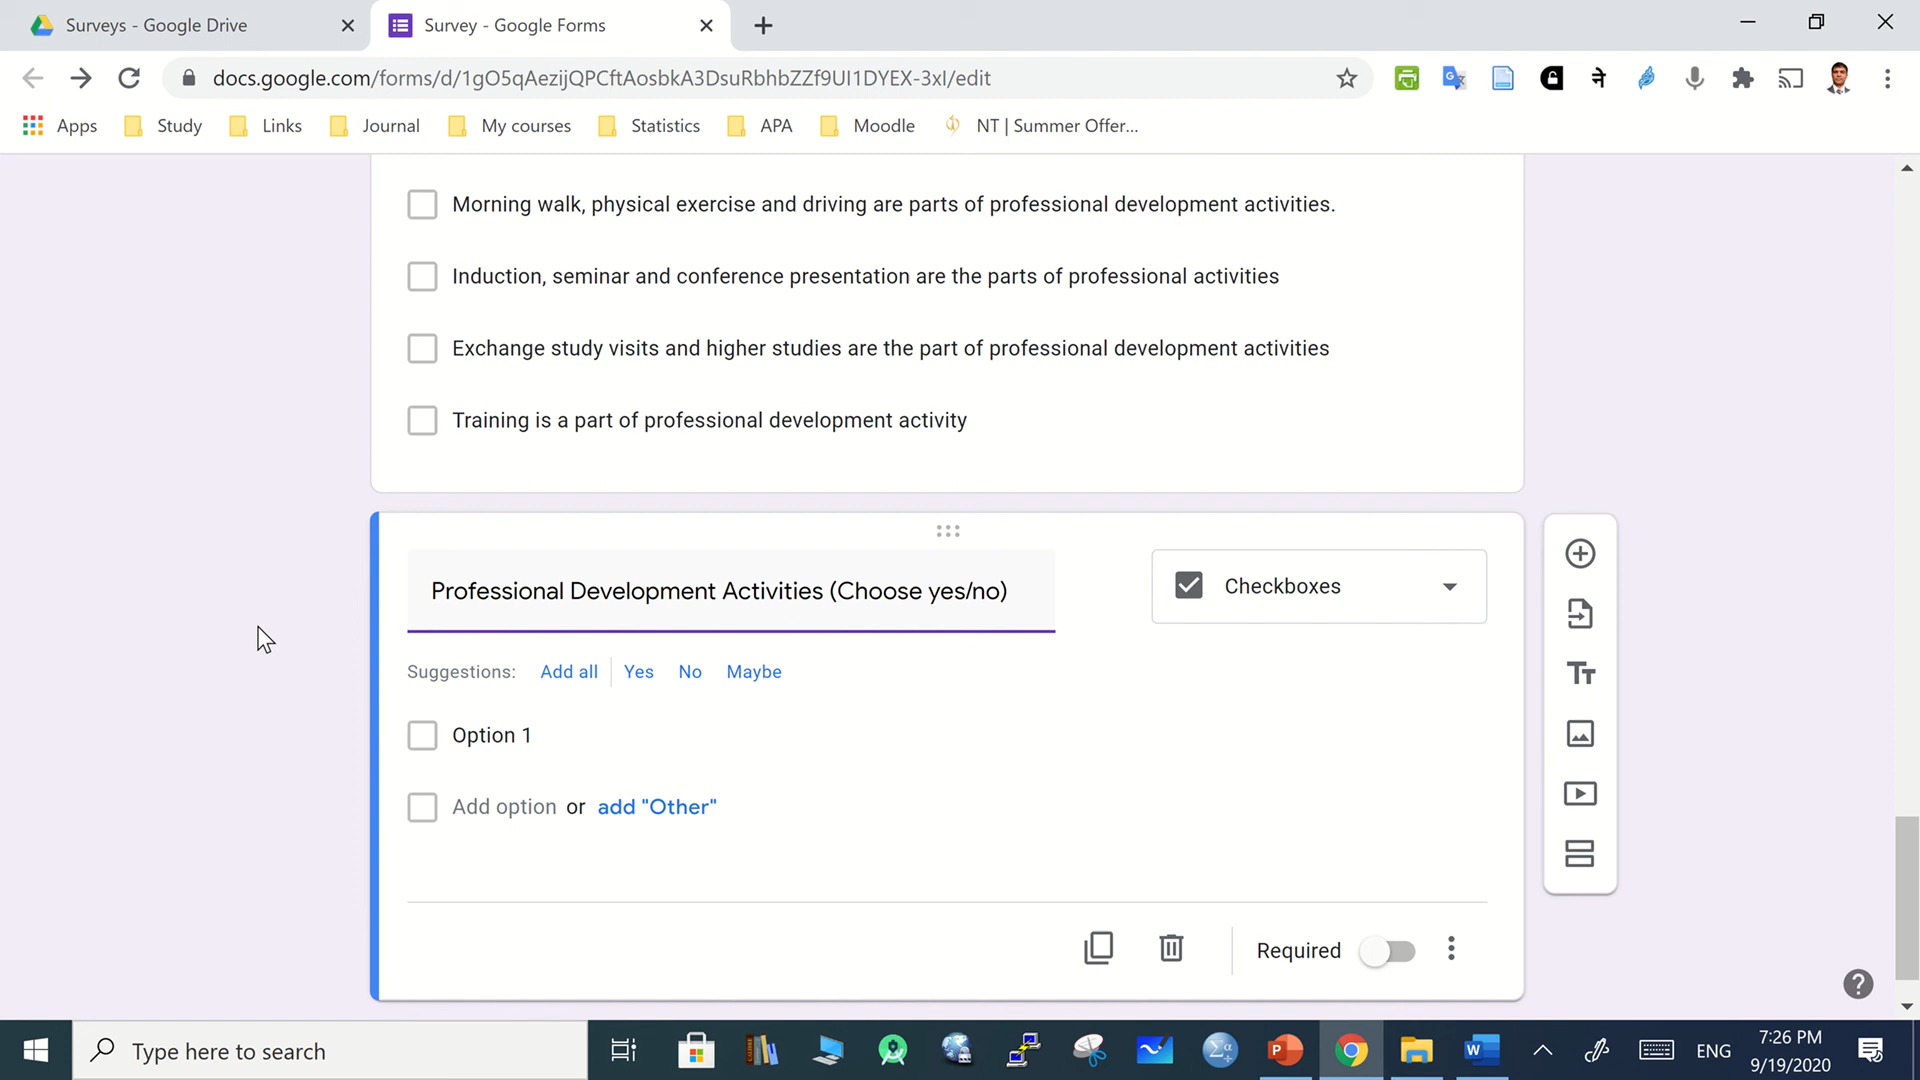 Surveys - Google Drive
Survey - Google Forms
docs.google.com/forms/d/1gO5qAezijQPCftAosbkA3DsuRbhbZZf9UI1DYEX-3xI/edit
ने
Apps
Study
Links
Journal
My courses
Statistics
APA
Moodle
NT | Summer Offer...
Morning walk, physical exercise and driving are parts of professional development activities.
Induction, seminar and conference presentation are the parts of professional activities
Exchange study visits and higher studies are the part of professional development activities
Training is a part of professional development activity
Professional Development Activities (Choose yes/no)
Checkboxes
Suggestions: Add all Yes No Maybe
Option 1
Add option or add "Other"
Required
Type here to search
ENG
7:26 PM
9/19/2020